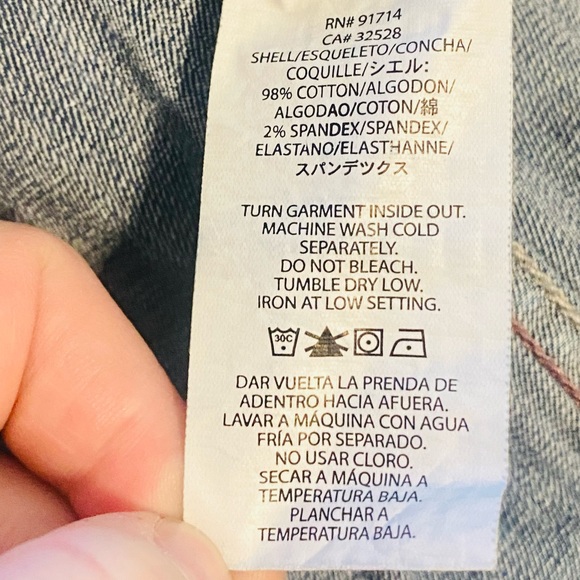 RN# 91714
CA# 32528
SHELL/ESQUELETO/CONCHA/
COQUILLE/シエル:
98% COTTON/ALGODON/
ALGODAO/COTON/綿
2% SPANDEX/SPANDEX/
ELASTANO/ELASTHANNE/
スパンデツクス
TURN GARMENT INSIDE OUT.
MACHINE WASH COLD
SEPARATELY.
DO NOT BLEACH.
TUMBLE DRY LOW.
IRON AT LOW SETTING.
30C
DAR VUELTA LA PRENDA DE
ADENTRO HACIA AFUERA.
LAVAR A MÁQUINA CON AGUA
FRÍA POR SEPARADO.
NO USAR CLORO.
SECAR A MÁQUINA A
TEMPERATURA BAJA.
PLANCHAR A
TEMPERATURA BAJA.